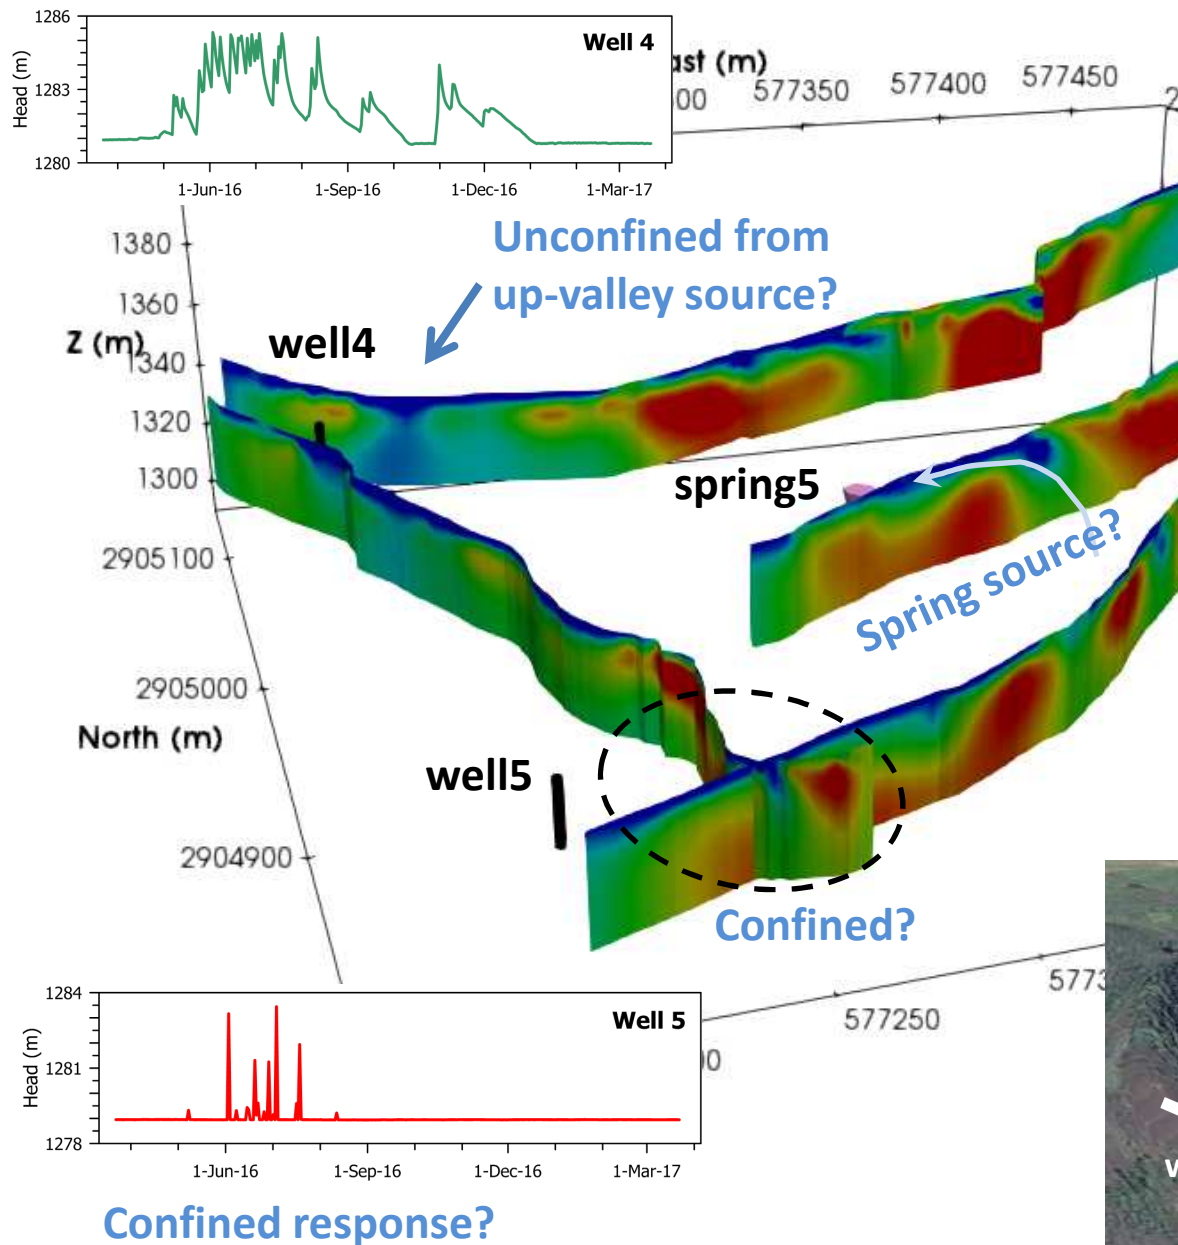 1286
1283
1280
Head (m)
Well 4
1-Jun-16
1-Sep-16
1-Dec-16
1-Mar-17
ast (m)
00
577350
577400
577450
2
Unconfined from
up-valley source?
1380
1360
Z (m)
1340
1320
1300
well4
spring5
Spring source?
2905100
2905000
North (m)
2904900
well5
Confined?
5773
577250
00
1284
1281
1278
Head (m)
Well 5
1-Jun-16
1-Sep-16
1-Dec-16
1-Mar-17
w
Confined response?